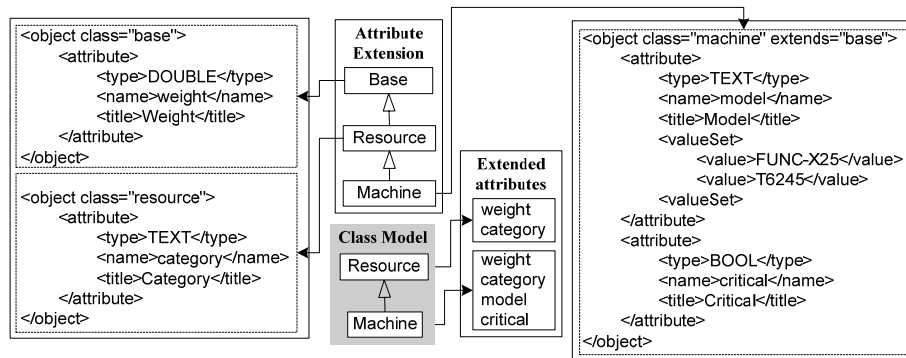 <object class="base">
<attribute>
<type>DOUBLE</type>
<name>weight</name>
<title>Weight</title>
</attribute>
</object>
<object class="resource">
<attribute>
<type>TEXT</type>
<name>category</name>
<title>Category</title>
</attribute>
</object>
Attribute
Extension
Base
Resource
Machine
Class Model
Resource
Machine
Extended
attributes
weight
category
weight
category
model
critical
<object class="machine" extends="base">
<attribute>
<type>TEXT</type>
<name>model</name>
<title>Model</title>
<valueSet>
<value>FUNC-X25</value>
<value>T6245</value>
<valueSet>
</attribute>
<attribute>
<type>BOOL</type>
<name>critical</name>
<title>Critical</title>
</attribute>
</object>